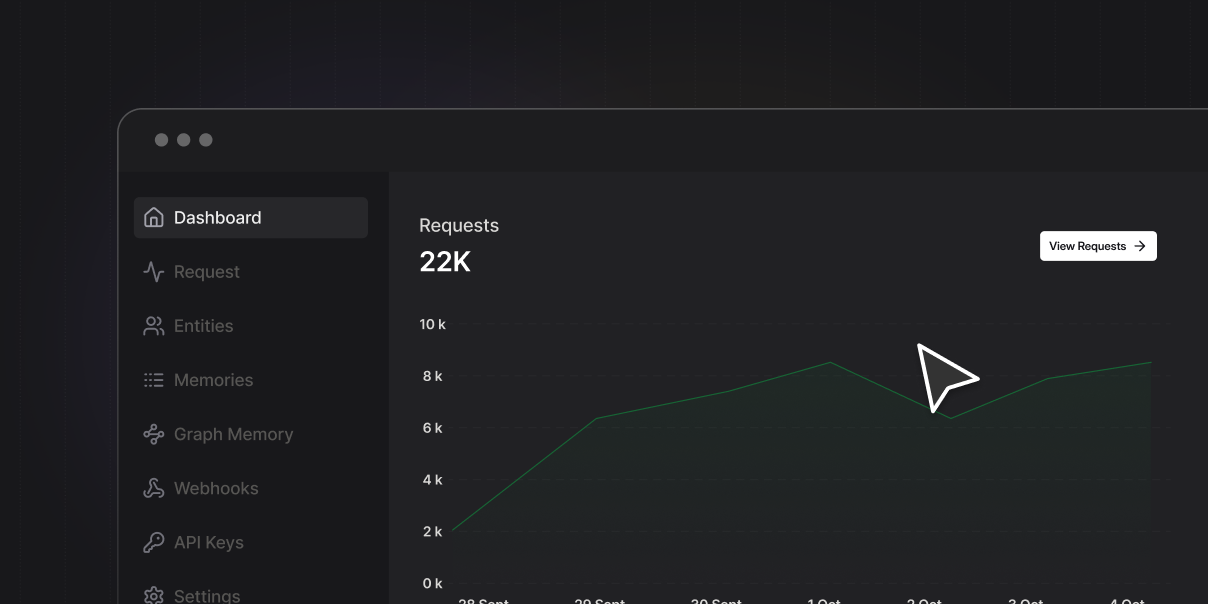 Dashboard
Request
Entities
Memories
Graph Memory
Webhooks
API Keys
Settings
Requests
22K
View Requests
10 k
8 k
6 k
4 k
2 k
0 k
28 Sept 29 Sept 30 Sept 1 Oct 2 Oct 3 Oct 4 Oct